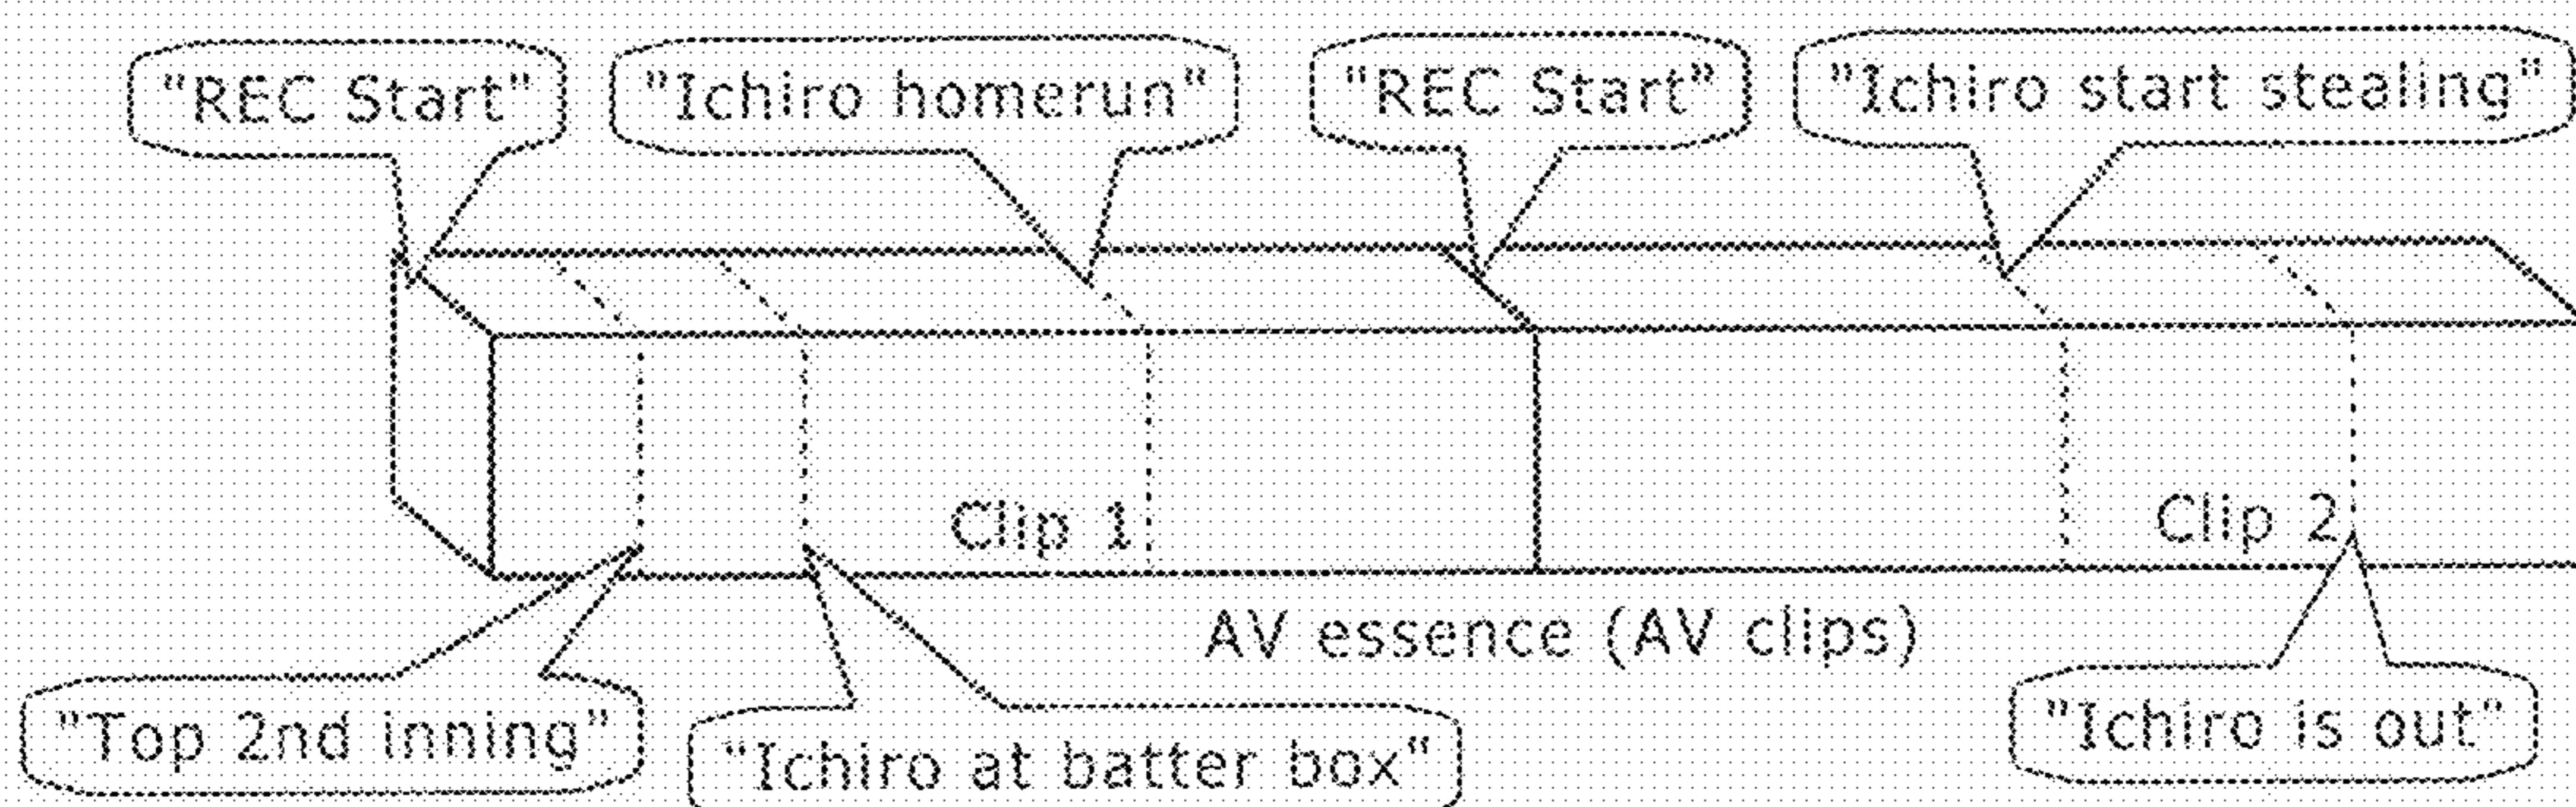 "REC Start"
"Ichiro homerun"
"REC Start"
"Ichiro start stealing"
Clip 1
Clip 2
AV essence (AV clips)
"Top 2nd inning"
"Ichiro at batter box"
"Ichiro is out"